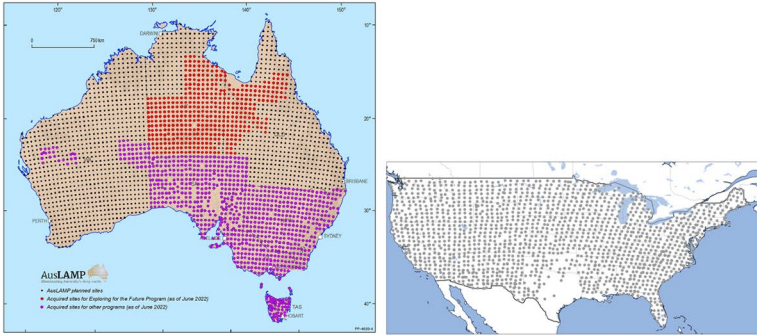 110° 120° 130° 140° 150°
10°
DARWIN
0 750 km
20°
BRISBANE
30°
PERTH
SYDNEY
AusLAMP
AusLAMP planned sites
Acquired sites for Exploring for the Future Program (as of June 2022)
Acquired sites for other programs (as of June 2022)
40°
TAS
HOBART